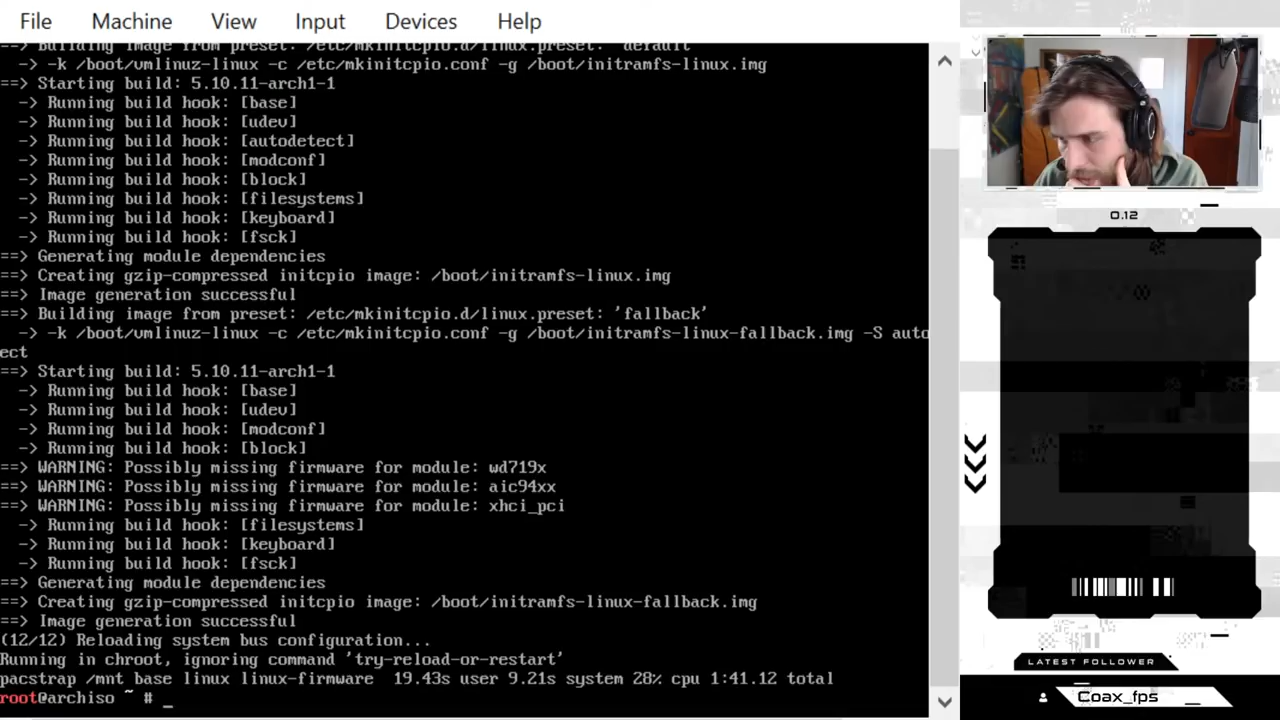 File Machine View Input Devices Help
==> Building image from preset: /etc/mkinitcpio.d/linux.preset: 'default'
  -> -k /boot/vmlinuz-linux -c /etc/mkinitcpio.conf -g /boot/initramfs-linux.img
==> Starting build: 5.10.11-arch1-1
  -> Running build hook: [base]
  -> Running build hook: [udev]
  -> Running build hook: [autodetect]
  -> Running build hook: [modconf]
  -> Running build hook: [block]
  -> Running build hook: [filesystems]
  -> Running build hook: [keyboard]
  -> Running build hook: [fsck]
==> Generating module dependencies
==> Creating gzip-compressed initcpio image: /boot/initramfs-linux.img
==> Image generation successful
==> Building image from preset: /etc/mkinitcpio.d/linux.preset: 'fallback'
  -> -k /boot/vmlinuz-linux -c /etc/mkinitcpio.conf -g /boot/initramfs-linux-fallback.img -S auto
ect
==> Starting build: 5.10.11-arch1-1
  -> Running build hook: [base]
  -> Running build hook: [udev]
  -> Running build hook: [modconf]
  -> Running build hook: [block]
==> WARNING: Possibly missing firmware for module: wd719x
==> WARNING: Possibly missing firmware for module: aic94xx
==> WARNING: Possibly missing firmware for module: xhci_pci
  -> Running build hook: [filesystems]
  -> Running build hook: [keyboard]
  -> Running build hook: [fsck]
==> Generating module dependencies
==> Creating gzip-compressed initcpio image: /boot/initramfs-linux-fallback.img
==> Image generation successful
(12/12) Reloading system bus configuration...
Running in chroot, ignoring command 'try-reload-or-restart'
pacstrap /mnt base linux linux-firmware  19.43s user 9.21s system 28% cpu 1:41.12 total
root@archiso ~ # _
0.12
LATEST FOLLOWER
Coax_fps